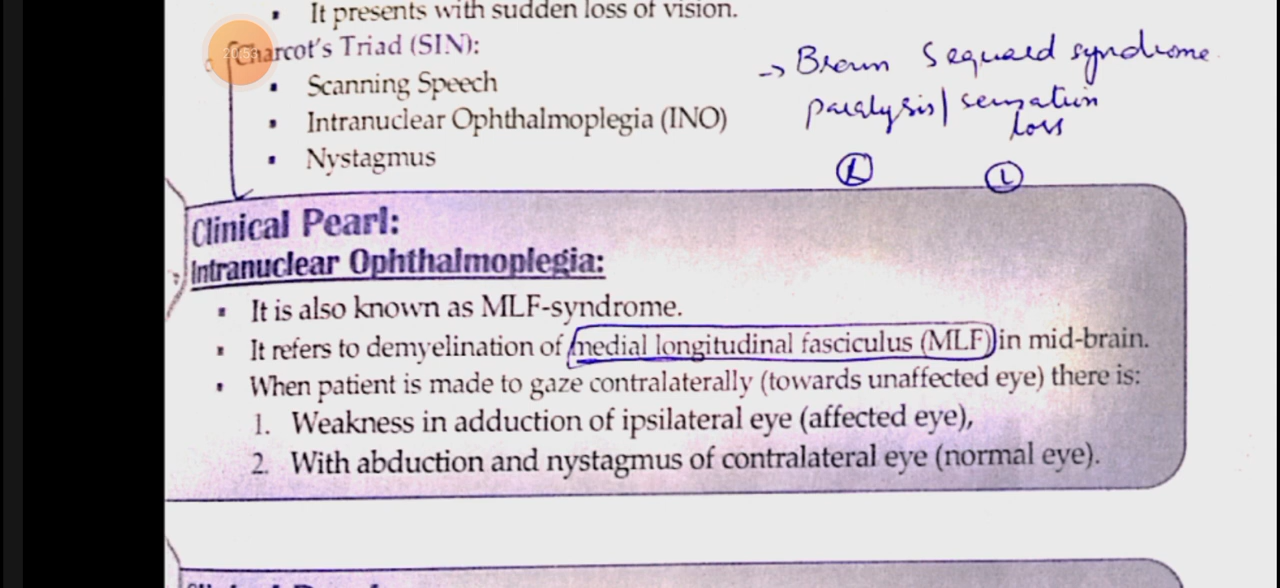 ▪ It presents with sudden loss of vision.
Charcot's Triad (SIN):
▪ Scanning Speech
▪ Intranuclear Ophthalmoplegia (INO)
▪ Nystagmus
→ Brown Sequard syndrome
paralysis/ sensation
loss
L L
Clinical Pearl:
Intranuclear Ophthalmoplegia:
▪ It is also known as MLF-syndrome.
▪ It refers to demyelination of medial longitudinal fasciculus (MLF) in mid-brain.
▪ When patient is made to gaze contralaterally (towards unaffected eye) there is:
1. Weakness in adduction of ipsilateral eye (affected eye),
2. With abduction and nystagmus of contralateral eye (normal eye).